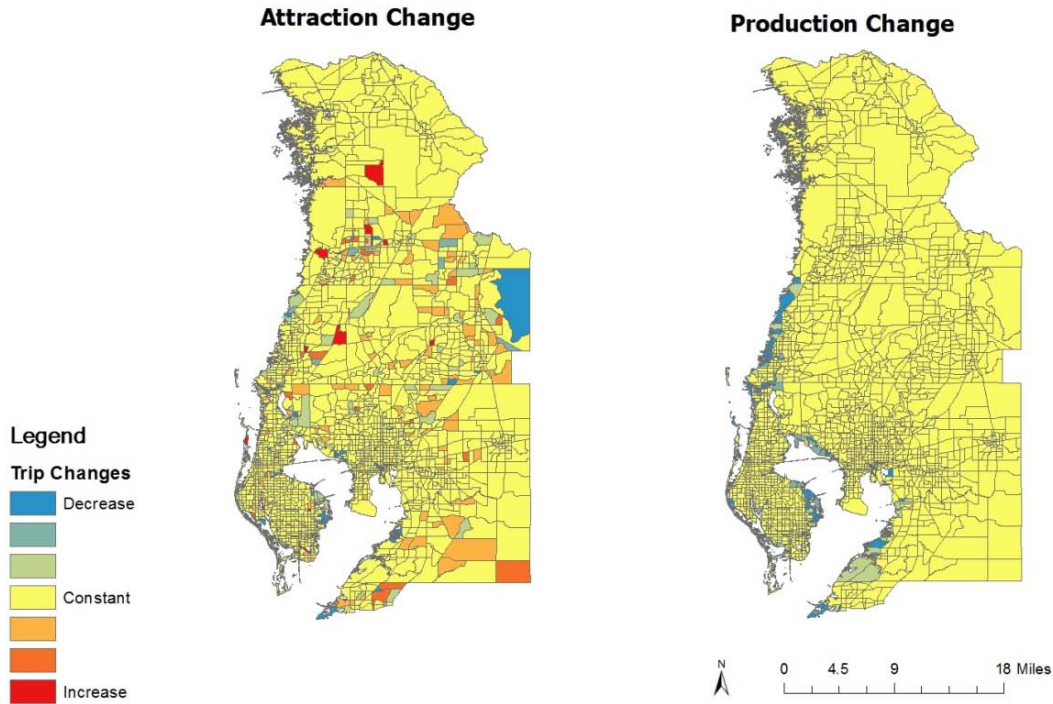 Attraction Change
Production Change
Legend
Trip Changes
Decrease
Constant
Increase
N
0 4.5 9 18 Miles